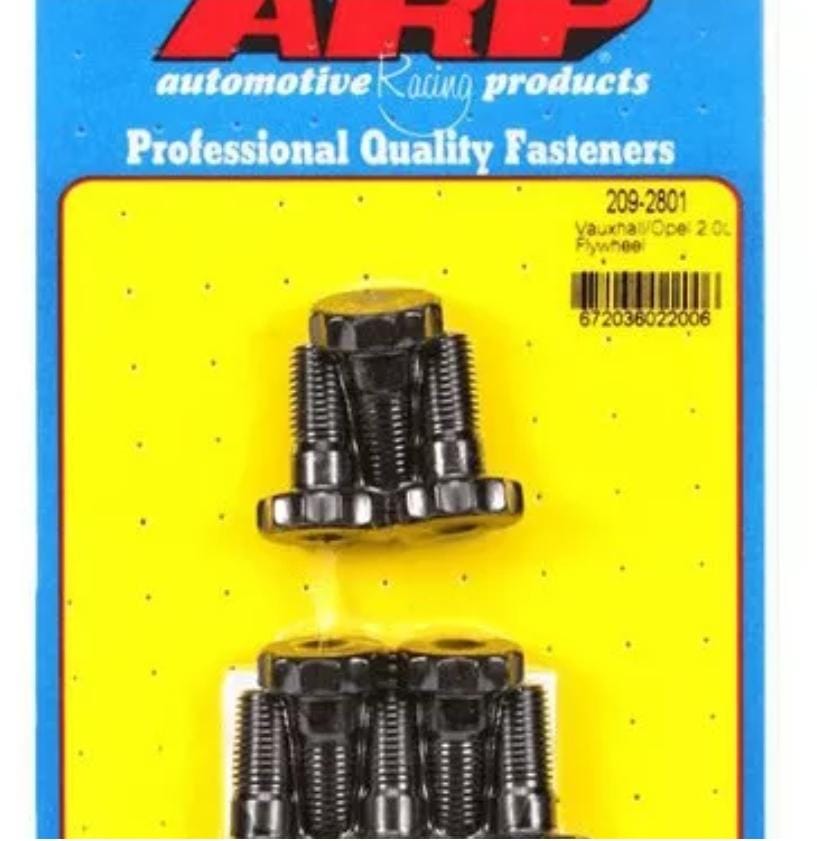 ARP
automotive Racing products
®
Professional Quality Fasteners
209-2801
Vauxhall/Opel 2.0L
Flywheel
672036022006